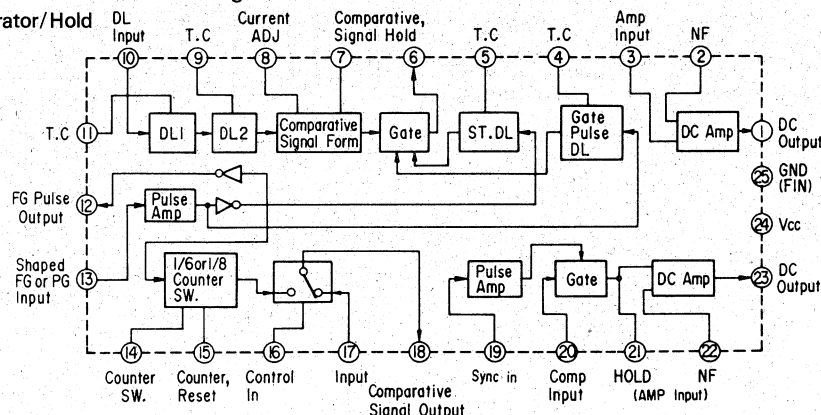 rator/Hold
DL
Input
10
T.C
9
Current
ADJ
8
7
Comparative,
Signal Hold
6
T.C
5
T.C
4
Amp
Input
3
NF
2
T.C
11
DL1
DL2
Comparative
Signal Form
Gate
ST.DL
Gate
Pulse
DL
DC Amp
1
DC
Output
25
GND
(FIN)
24
Vcc
FG Pulse
Output
12
Pulse
Amp
Shaped
FG or PG
Input
13
1/6or1/8
Counter
SW.
Pulse
Amp
Gate
DC Amp
23
DC
Output
14
Counter
SW.
15
Counter,
Reset
16
Control
In
17
Input
18
Comparative
Signal Output
19
Sync in
20
Comp
Input
21
HOLD
(AMP Input)
22
NF